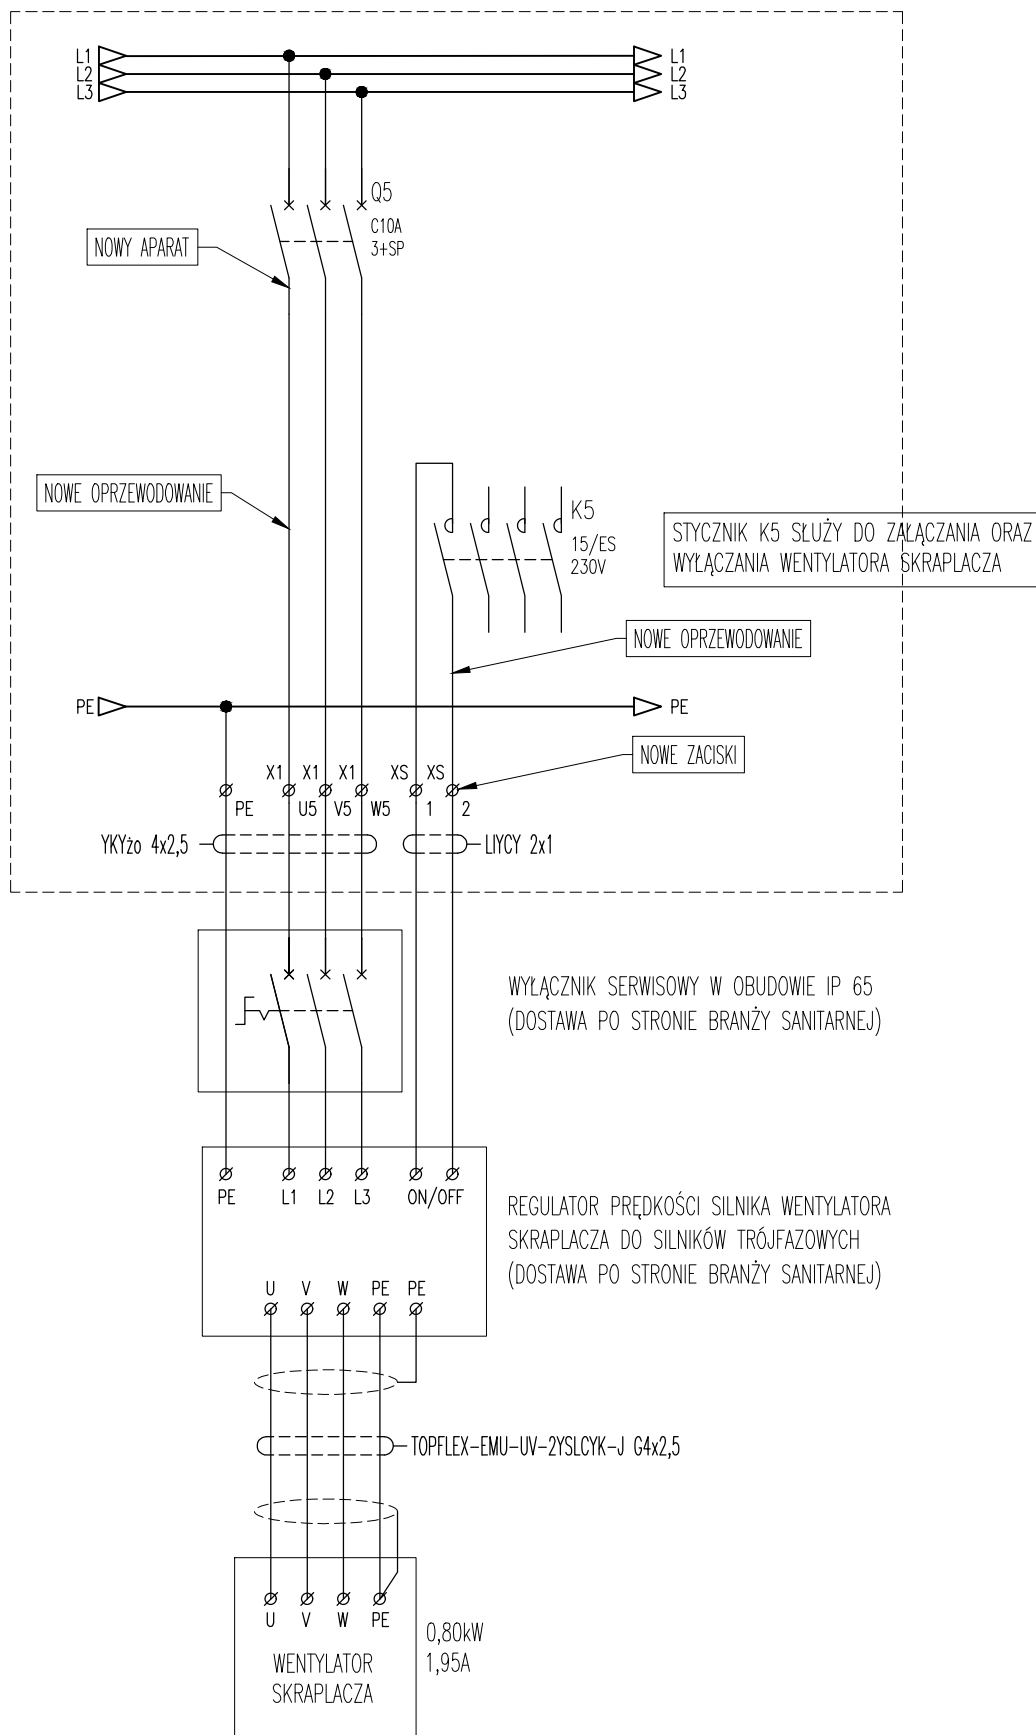 L1
L1
L2
L2
L3
L3
Q5
C10A
3+SP
NOWY APARAT
NOWE OPRZEWODOWANIE
K5
15/ES
230V
STYCZNIK K5 SŁUŻY DO ZAŁĄCZANIA ORAZ
WYŁĄCZANIA WENTYLATORA SKRAPLACZA
NOWE OPRZEWODOWANIE
PE
PE
NOWE ZACISKI
X1 X1 X1 XS XS
PE U5 V5 W5 1 2
YKYżo 4x2,5
LIYCY 2x1
WYŁĄCZNIK SERWISOWY W OBUDOWIE IP 65
(DOSTAWA PO STRONIE BRANŻY SANITARNEJ)
PE L1 L2 L3 ON/OFF
REGULATOR PRĘDKOŚCI SILNIKA WENTYLATORA
SKRAPLACZA DO SILNIKÓW TRÓJFAZOWYCH
(DOSTAWA PO STRONIE BRANŻY SANITARNEJ)
U V W PE PE
TOPFLEX-EMU-UV-2YSLCYK-J G4x2,5
U V W PE
0,80kW
1,95A
WENTYLATOR
SKRAPLACZA